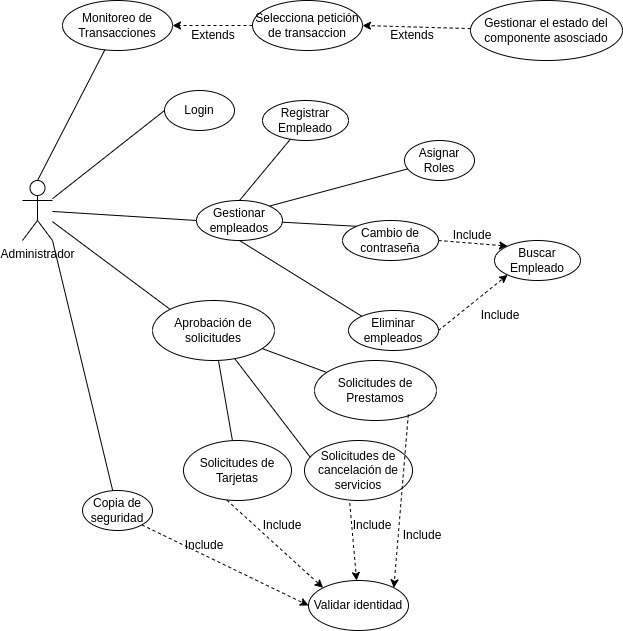 Monitoreo de
Transacciones
Extends
Selecciona petición
de transaccion
Extends
Gestionar el estado del
componente asosciado
Login
Registrar
Empleado
Asignar
Roles
Administrador
Gestionar
empleados
Cambio de
contraseña
Include
Buscar
Empleado
Include
Eliminar
empleados
Aprobación de
solicitudes
Solicitudes de
Prestamos
Solicitudes de
Tarjetas
Solicitudes de
cancelación de
servicios
Copia de
seguridad
Include
Include
Include
Include
Validar identidad